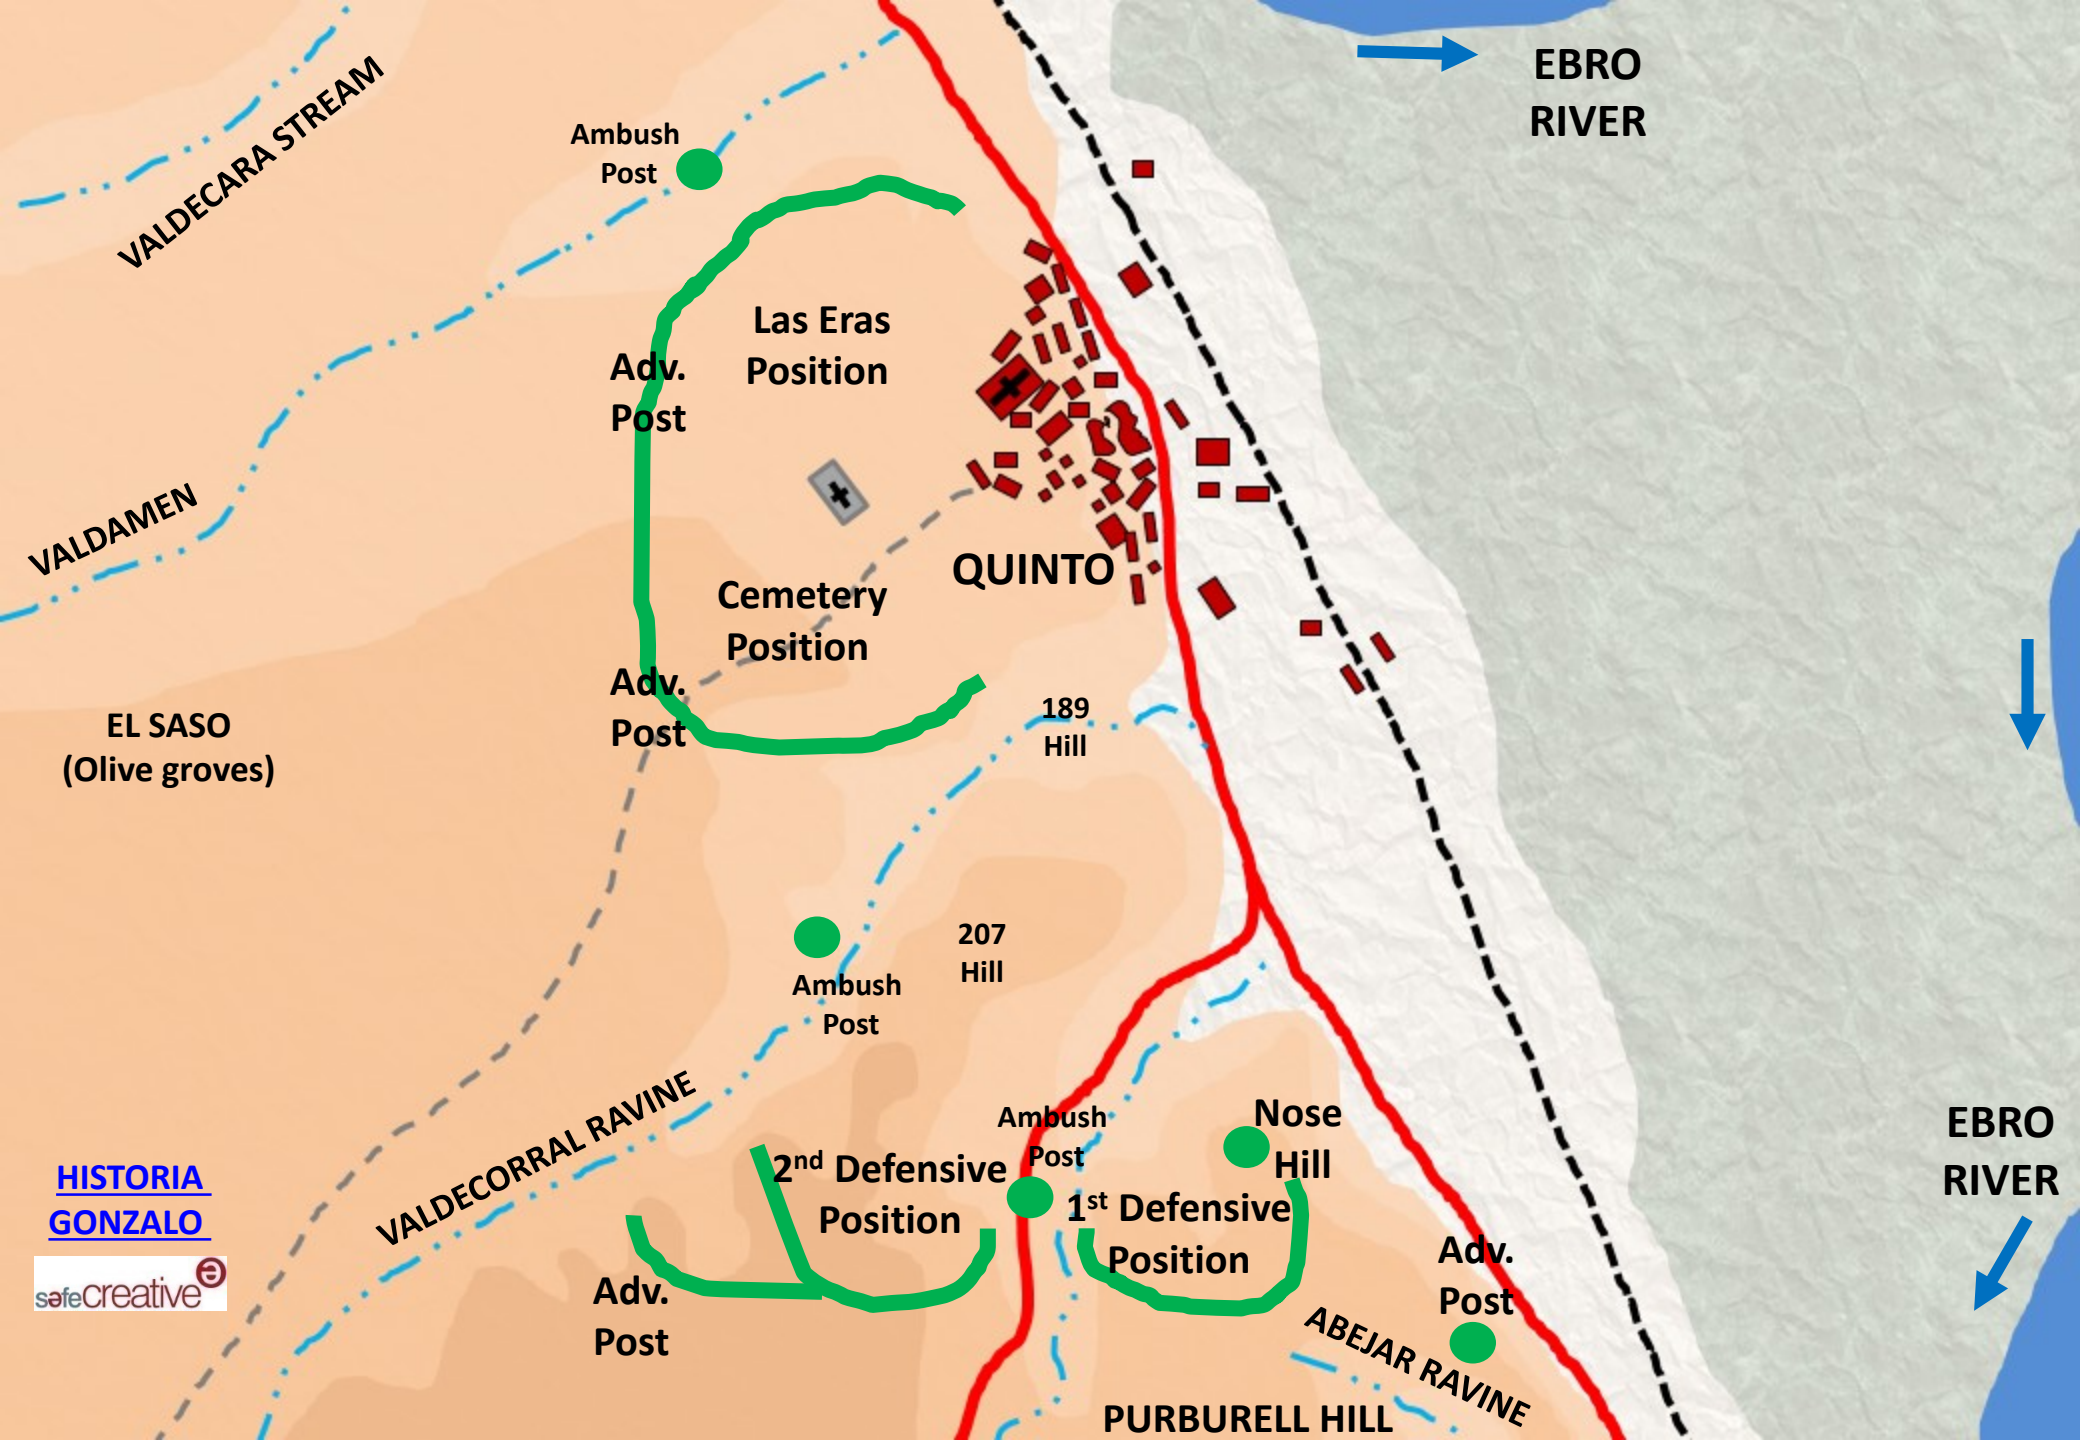 EBRO
RIVER
VALDECARA STREAM
Ambush
Post
Las Eras
Position
Adv.
Post
VALDAMEN
QUINTO
Cemetery
Position
Adv.
Post
189
Hill
EL SASO
(Olive groves)
207
Hill
Ambush
Post
VALDECORRAL RAVINE
Ambush
Post
Nose
Hill
EBRO
RIVER
HISTORIA
GONZALO
safecreative
2nd Defensive
Position
1st Defensive
Position
Adv.
Post
Adv.
Post
ABEJAR RAVINE
PURBURELL HILL